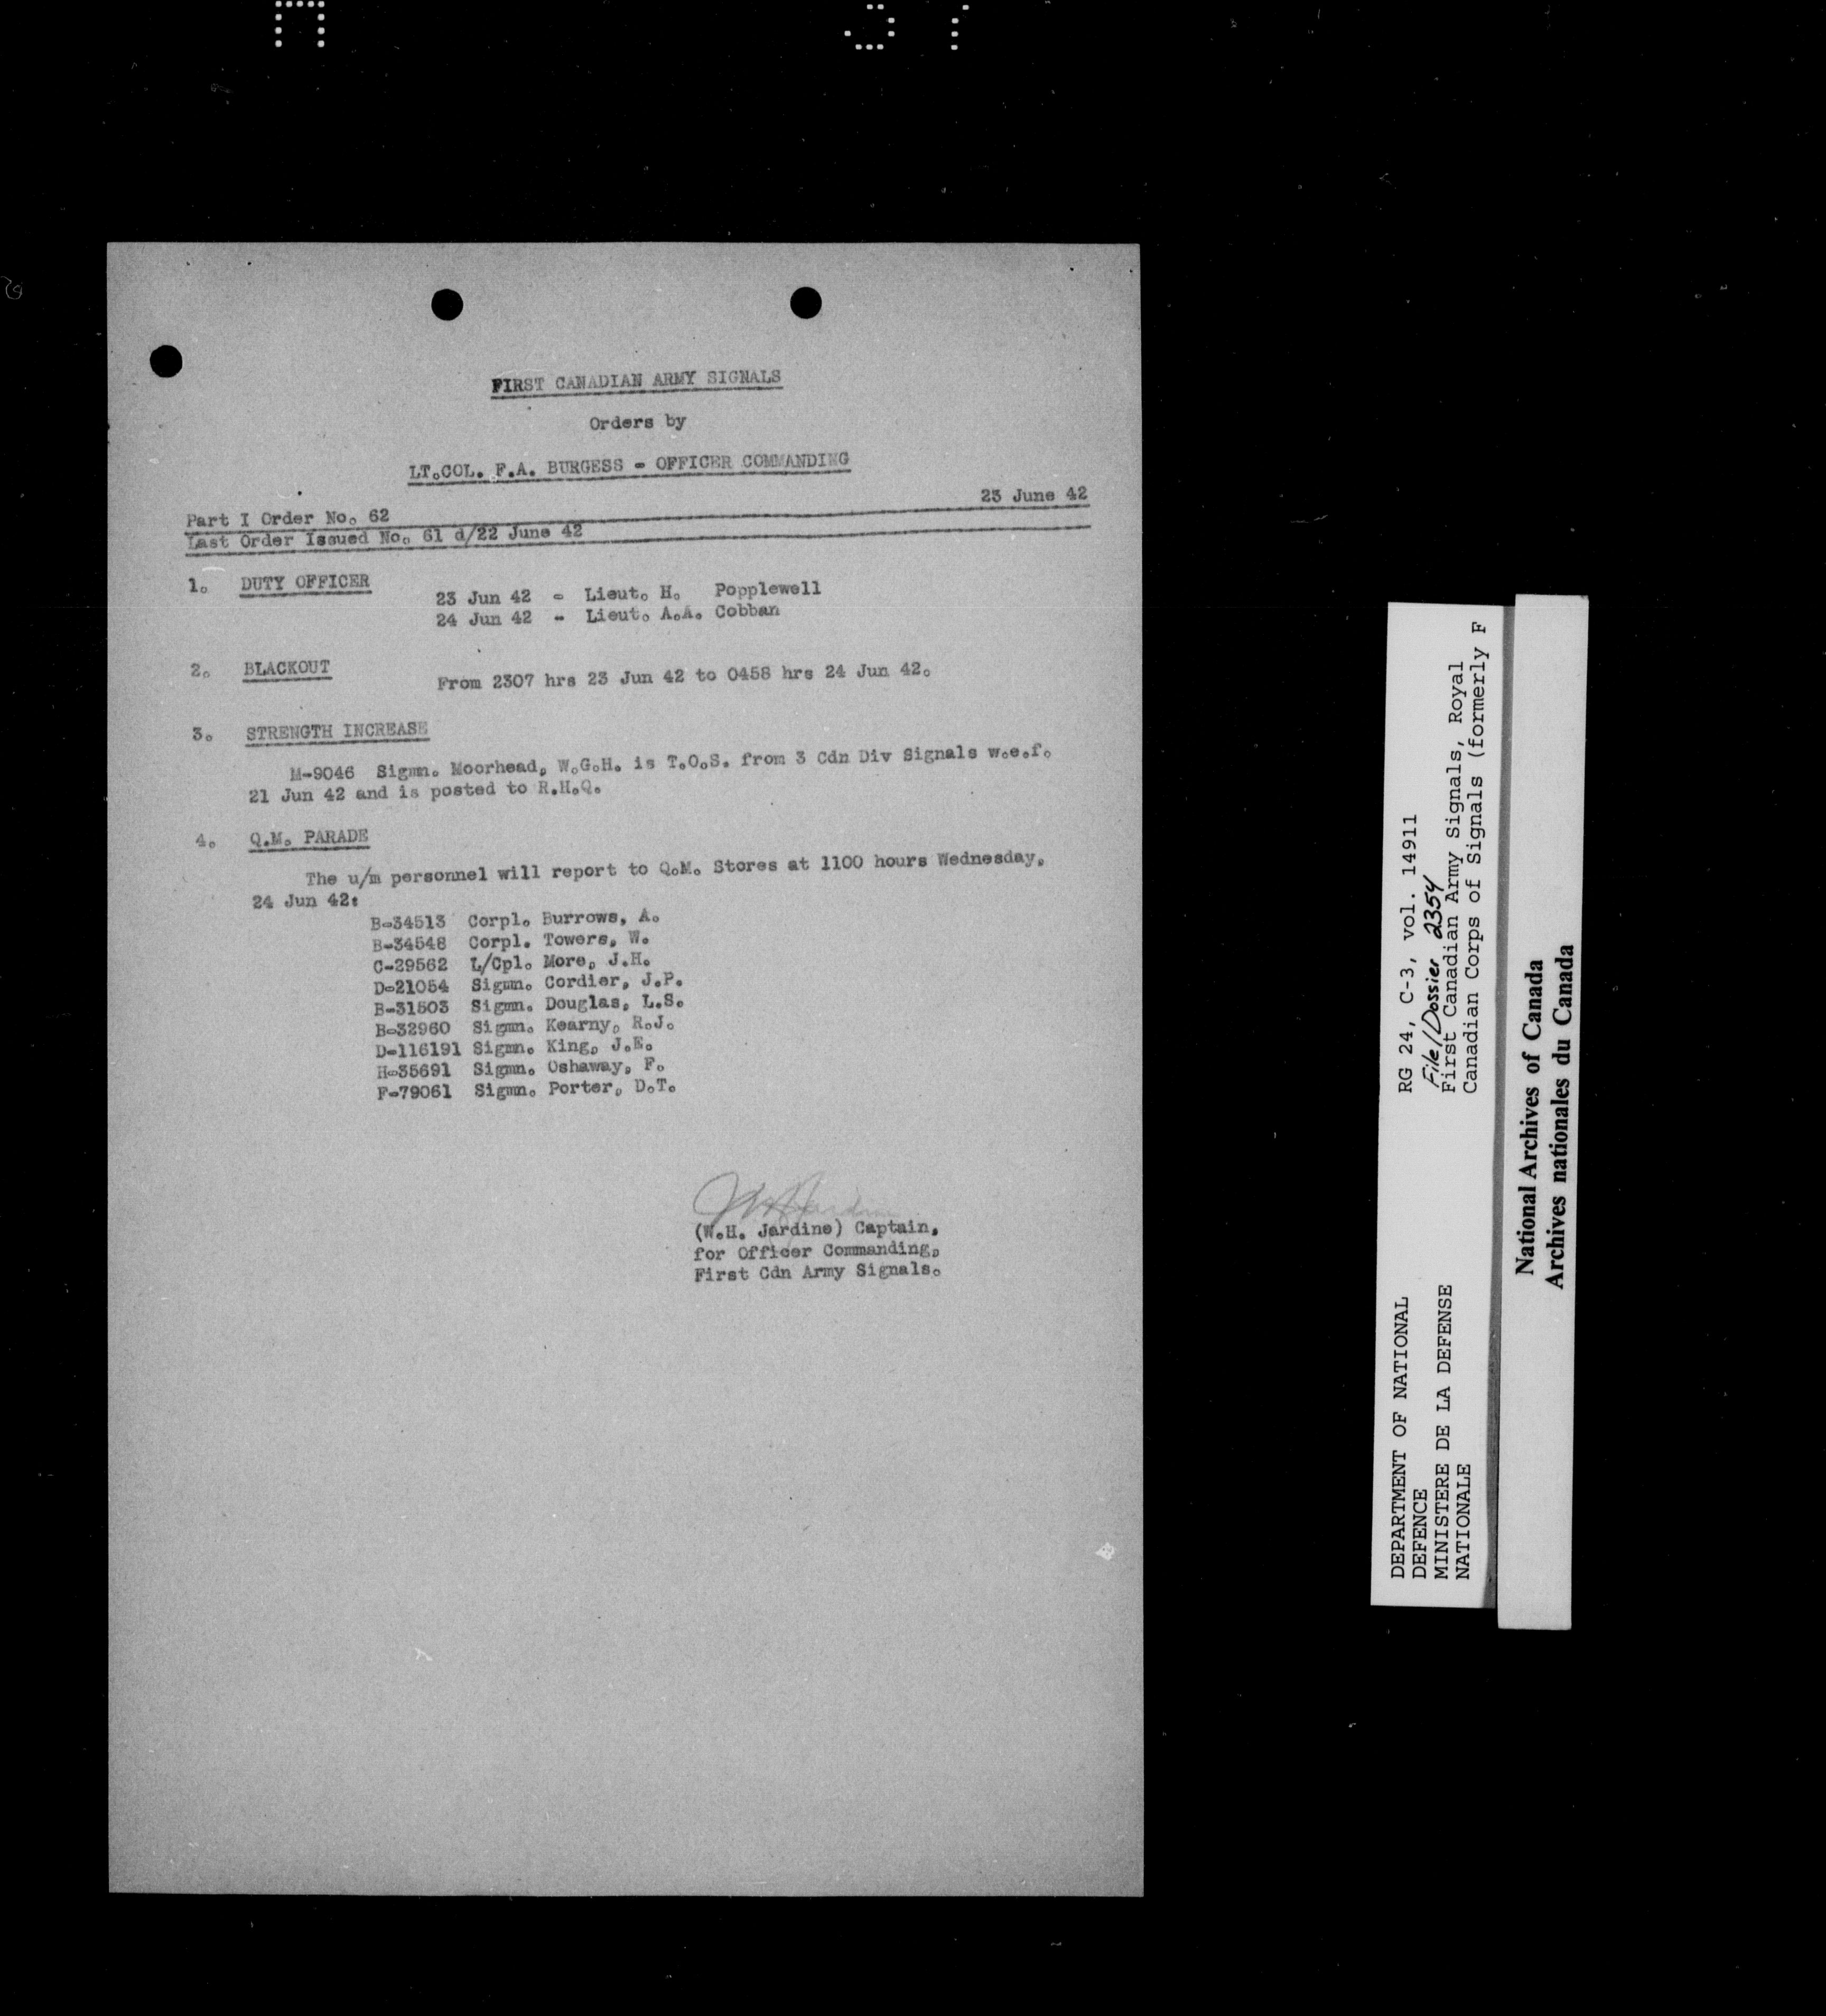 FIRST CANADIAN ARMY SIGNALS
Orders by
LT.COL. F.A. BURGESS - OFFICER COMMANDING
23 June 42
Part I Order No. 62
Last Order Issued No. 61 d/22 June 42
1. DUTY OFFICER
23 Jun 42 - Lieut. H. Popplewell
24 Jun 42 - Lieut. A.A. Cobban
2. BLACKOUT
From 2307 hrs 23 Jun 42 to 0458 hrs 24 Jun 42.
3. STRENGTH INCREASE
M-9046 Sigmn. Moorhead, W.G.H. is T.O.S. from 3 Cdn Div Signals w.e.f.
21 Jun 42 and is posted to R.H.Q.
4. Q.M. PARADE
The u/m personnel will report to Q.M. Stores at 1100 hours Wednesday,
24 Jun 42:
B-34513 Corpl. Burrows, A.
B-34548 Corpl. Towers, W.
C-29562 L/Cpl. More, J.H.
D-21054 Sigmn. Cordier, J.P.
B-31503 Sigmn. Douglas, L.S.
B-32960 Sigmn. Kearny, R.J.
D-116191 Sigmn. King, J.E.
H-35691 Sigmn. Oshaway, F.
F-79061 Sigmn. Porter, D.T.
(W.H. Jardine) Captain,
for Officer Commanding,
First Cdn Army Signals.
DEPARTMENT OF NATIONAL
DEFENCE
MINISTERE DE LA DEFENSE
NATIONALE
RG 24, C-3, vol. 14911
File/Dossier 2354
First Canadian Army Signals, Royal
Canadian Corps of Signals (formerly F
National Archives of Canada
Archives nationales du Canada